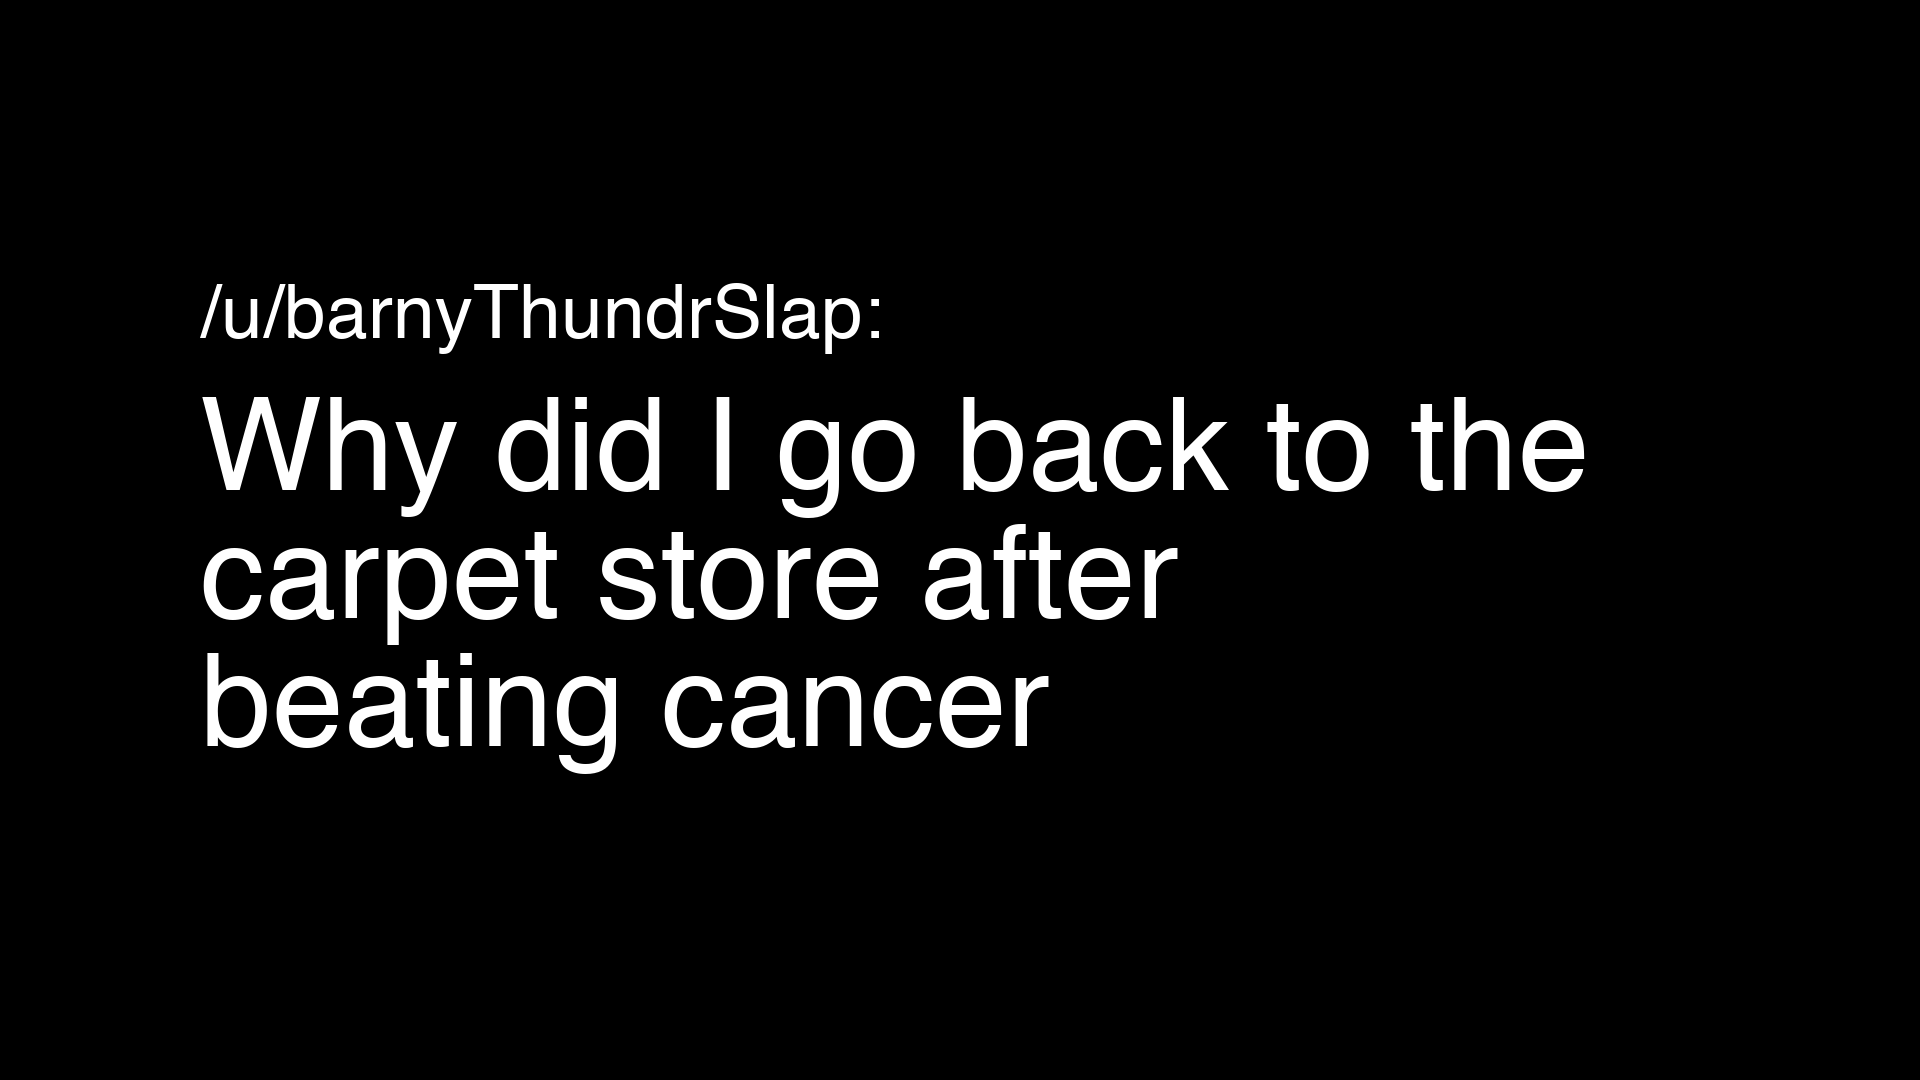 /u/barnyThundrSlap:
Why did I go back to the
carpet store after
beating cancer